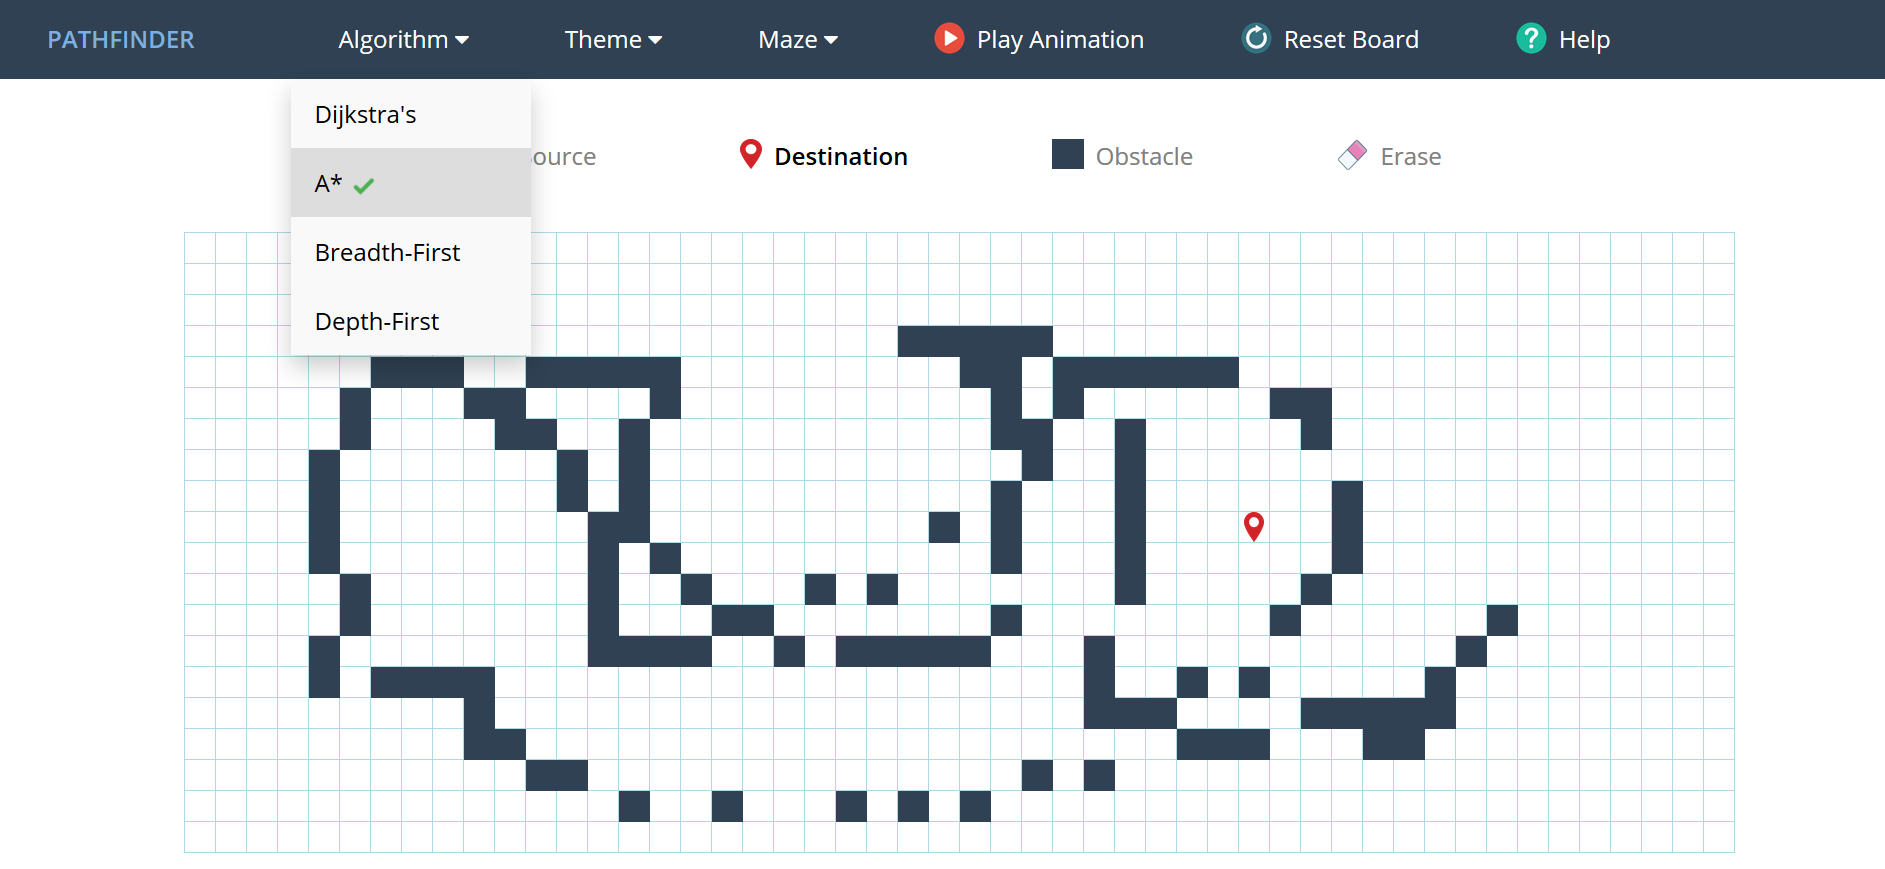 PATHFINDER Algorithm Theme Maze Play Animation Reset Board Help
Dijkstra's
ource Destination Obstacle Erase
A*
Breadth-First
Depth-First